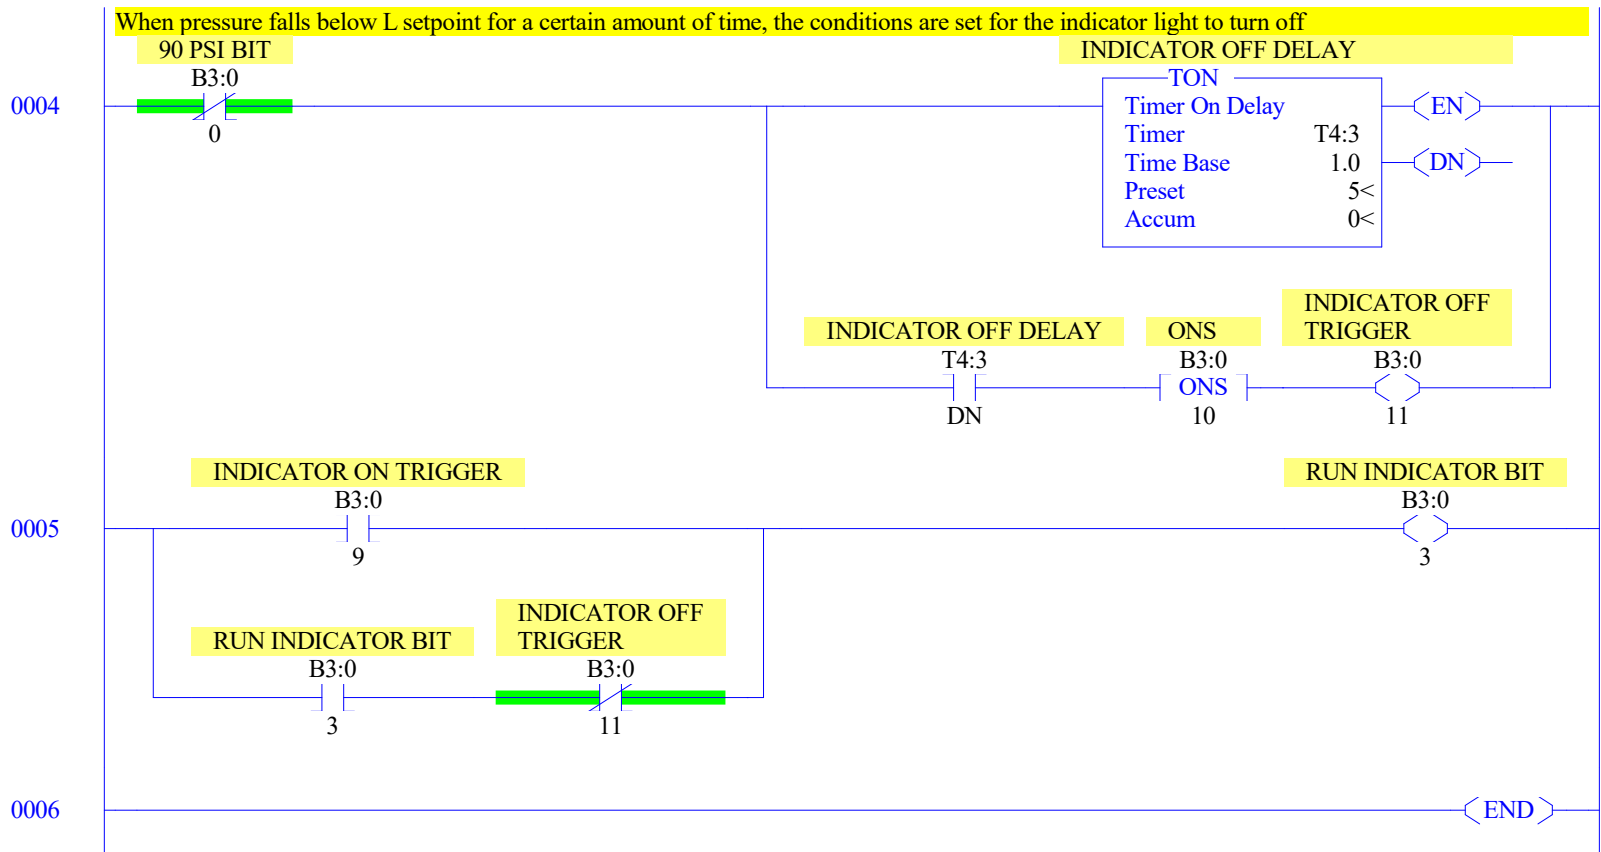 When pressure falls below L setpoint for a certain amount of time, the conditions are set for the indicator light to turn off
90 PSI BIT
B3:0
0
0004
INDICATOR OFF DELAY
TON
Timer On Delay
Timer T4:3
Time Base 1.0
Preset 5<
Accum 0<
EN
DN
INDICATOR OFF DELAY
T4:3
DN
ONS
B3:0
ONS
10
INDICATOR OFF
TRIGGER
B3:0
11
0005
INDICATOR ON TRIGGER
B3:0
9
RUN INDICATOR BIT
B3:0
3
RUN INDICATOR BIT
B3:0
3
INDICATOR OFF
TRIGGER
B3:0
11
0006
END